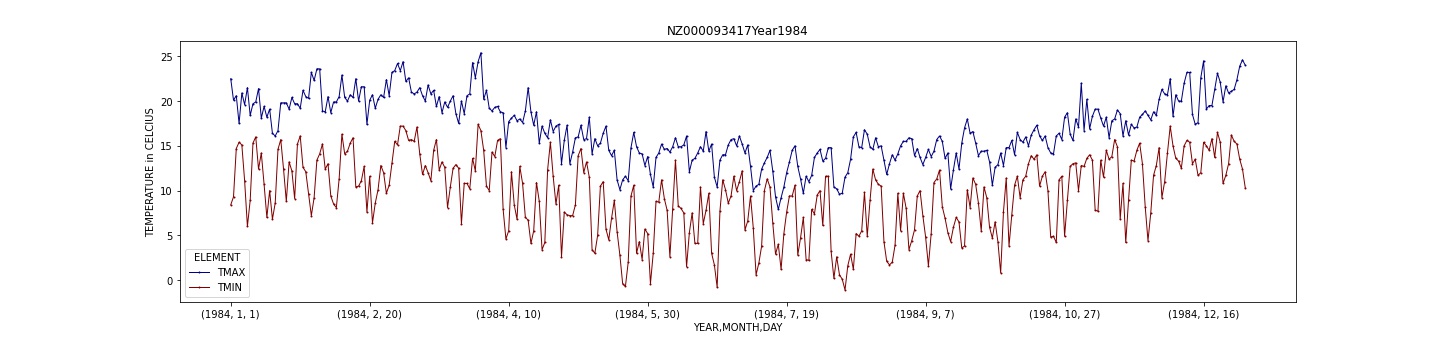 NZ000093417Year1984
TEMPERATURE in CELCIUS
25
20
15
10
5
0
ELEMENT
TMAX
TMIN
(1984, 1, 1) (1984, 2, 20) (1984, 4, 10) (1984, 5, 30) (1984, 7, 19) (1984, 9, 7) (1984, 10, 27) (1984, 12, 16)
YEAR,MONTH,DAY